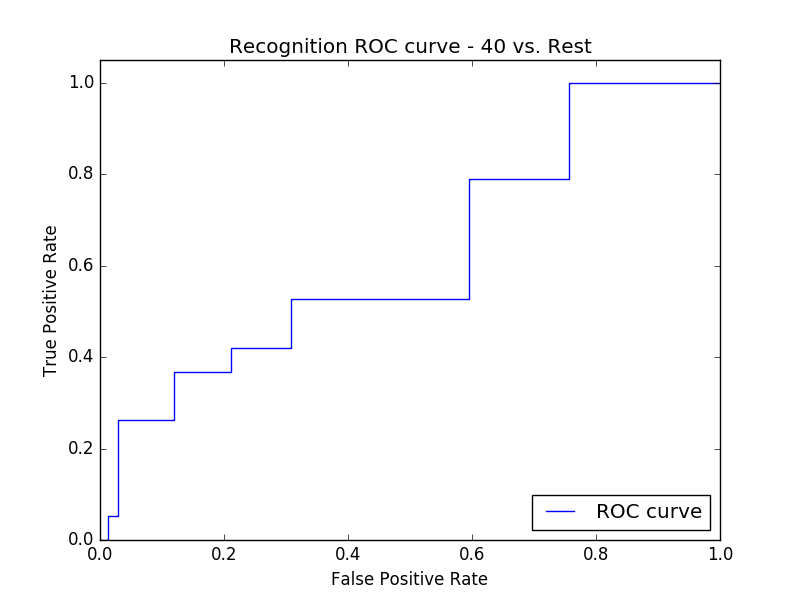 Recognition ROC curve - 40 vs. Rest
True Positive Rate
1.0
0.8
0.6
0.4
0.2
0.0
0.0 0.2 0.4 0.6 0.8 1.0
False Positive Rate
ROC curve